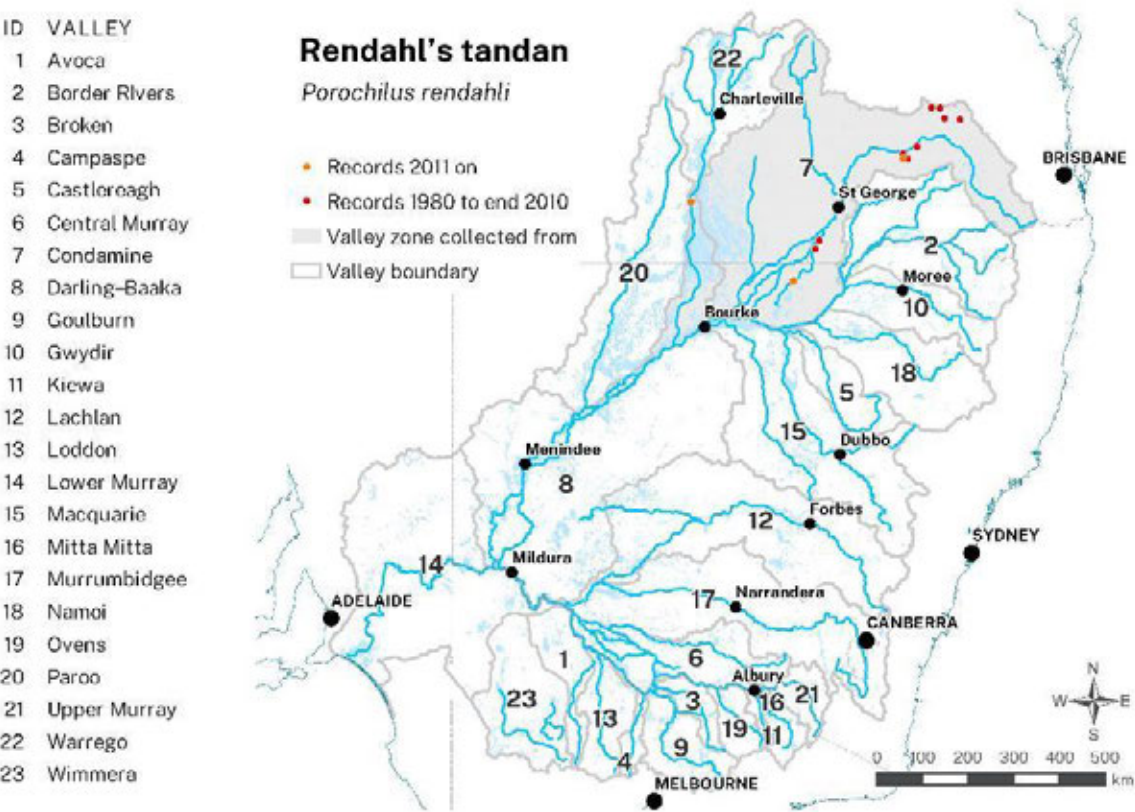 ID VALLEY
1 Avoca
2 Border RIvers
3 Broken
4 Campaspe
5 Castlereagh
6 Central Murray
7 Condamine
8 Darling–Baaka
9 Goulburn
10 Gwydir
11 Kiewa
12 Lachlan
13 Loddon
14 Lower Murray
15 Macquarie
16 Mitta Mitta
17 Murrumbidgee
18 Namoi
19 Ovens
20 Paroo
21 Upper Murray
22 Warrego
23 Wimmera
Rendahl's tandan
Porochilus rendahli
Records 2011 on
Records 1980 to end 2010
Valley zone collected from
Valley boundary
22
Charleville
BRISBANE
7
St George
2
20
Moree
10
Bourke
18
5
15
Dubbo
Menindee
8
Forbes
12
SYDNEY
Mildura
14
ADELAIDE
17
Narrandera
CANBERRA
1
6
Albury
23
3
16
21
13
19
11
9
4
MELBOURNE
N
W
E
S
0 100 200 300 400 500
km